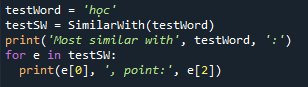 testWord = 'học'
testSW = SimilarWith(testWord)
print('Most similar with', testWord, ':')
for e in testSW:
  print(e[0], ', point:', e[2])